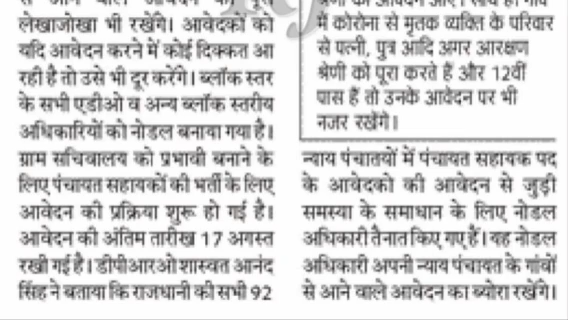 लेखाजोखा भी रखेंगे। आवेदकों को
यदि आवेदन करने में कोई दिक्कत आ
रही है तो उसे भी दूर करेंगे। ब्लॉक स्तर
के सभी एडीओ व अन्य ब्लॉक स्तरीय
अधिकारियों को नोडल बनाया गया है।
ग्राम सचिवालय को प्रभावी बनाने के
लिए पंचायत सहायकों की भर्ती के लिए
आवेदन की प्रक्रिया शुरू हो गई है।
आवेदन की अंतिम तारीख 17 अगस्त
रखी गई है। डीपीआरओ शास्वत आनंद
सिंह ने बताया कि राजधानी की सभी 92
में कोरोना से मृतक व्यक्ति के परिवार
से पत्नी, पुत्र आदि अगर आरक्षण
श्रेणी को पूरा करते हैं और 12वीं
पास हैं तो उनके आवेदन पर भी
नजर रखेंगे।
न्याय पंचातयों में पंचायत सहायक पद
के आवेदको की आवेदन से जुड़ी
समस्या के समाधान के लिए नोडल
अधिकारी तैनात किए गए हैं। यह नोडल
अधिकारी अपनी न्याय पंचायत के गांवों
से आने वाले आवेदन का ब्योरा रखेंगे।